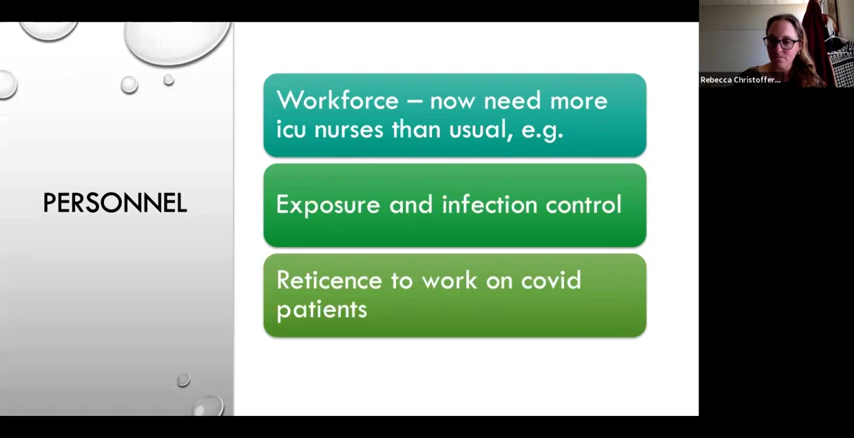 PERSONNEL
Workforce – now need more
icu nurses than usual, e.g.
Exposure and infection control
Reticence to work on covid
patients
Rebecca Christoffer...